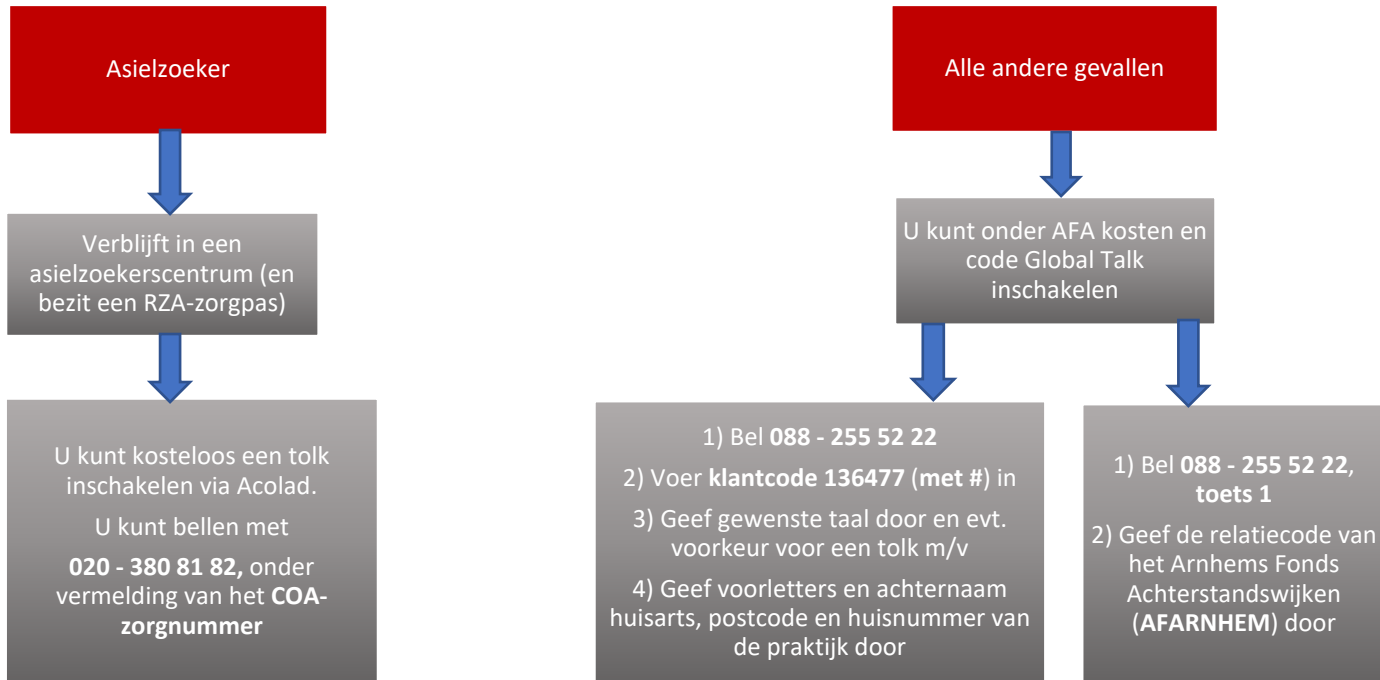 Asielzoeker
Verblijft in een
asielzoekerscentrum (en
bezit een RZA-zorgpas)
U kunt kosteloos een tolk
inschakelen via Acolad.
U kunt bellen met
020 - 380 81 82, onder
vermelding van het COA-
zorgnummer
Alle andere gevallen
U kunt onder AFA kosten en
code Global Talk
inschakelen
1) Bel 088 - 255 52 22
2) Voer klantcode 136477 (met #) in
3) Geef gewenste taal door en evt.
voorkeur voor een tolk m/v
4) Geef voorletters en achternaam
huisarts, postcode en huisnummer van
de praktijk door
1) Bel 088 - 255 52 22,
toets 1
2) Geef de relatiecode van
het Arnhems Fonds
Achterstandswijken
(AFARNHEM) door